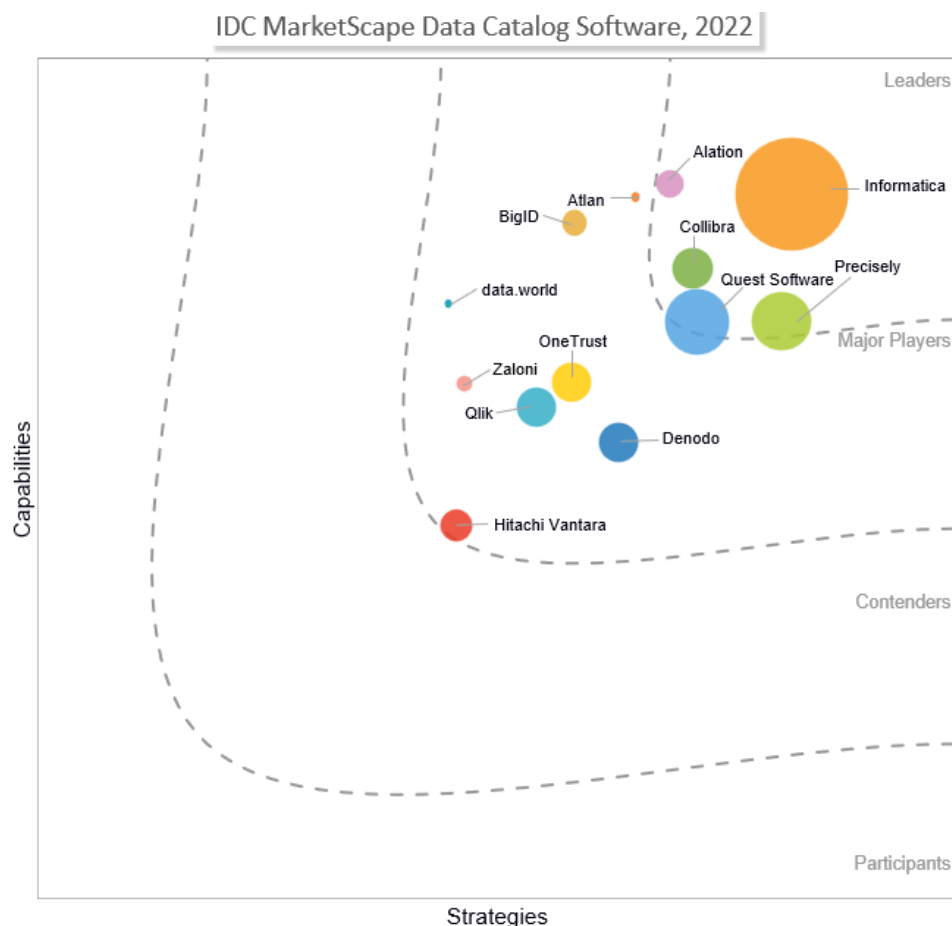 IDC MarketScape Data Catalog Software, 2022
Leaders
Alation
Informatica
Atlan
BigID
Collibra
Precisely
Quest Software
data.world
Major Players
OneTrust
Zaloni
Qlik
Denodo
Capabilities
Hitachi Vantara
Contenders
Participants
Strategies